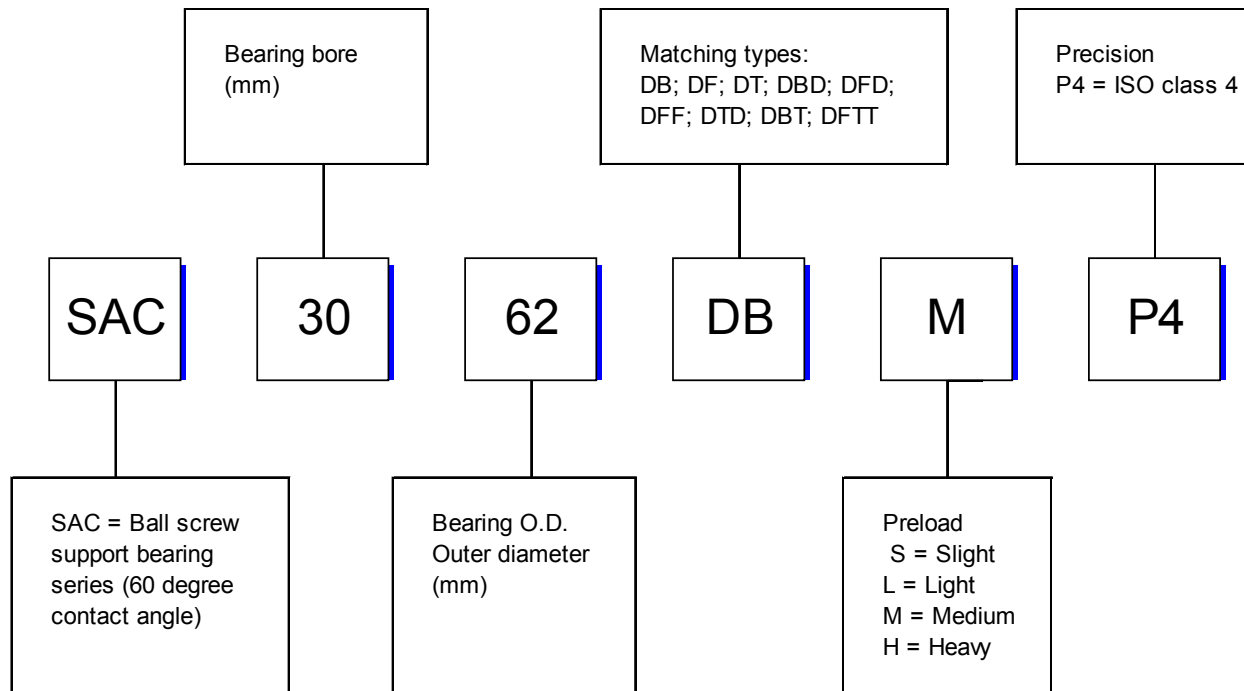 Bearing bore
(mm)
Matching types:
DB; DF; DT; DBD; DFD;
DFF; DTD; DBT; DFTT
Precision
P4 = ISO class 4
SAC
30
62
DB
M
P4
SAC = Ball screw
support bearing
series (60 degree
contact angle)
Bearing O.D.
Outer diameter
(mm)
Preload
S = Slight
L = Light
M = Medium
H = Heavy